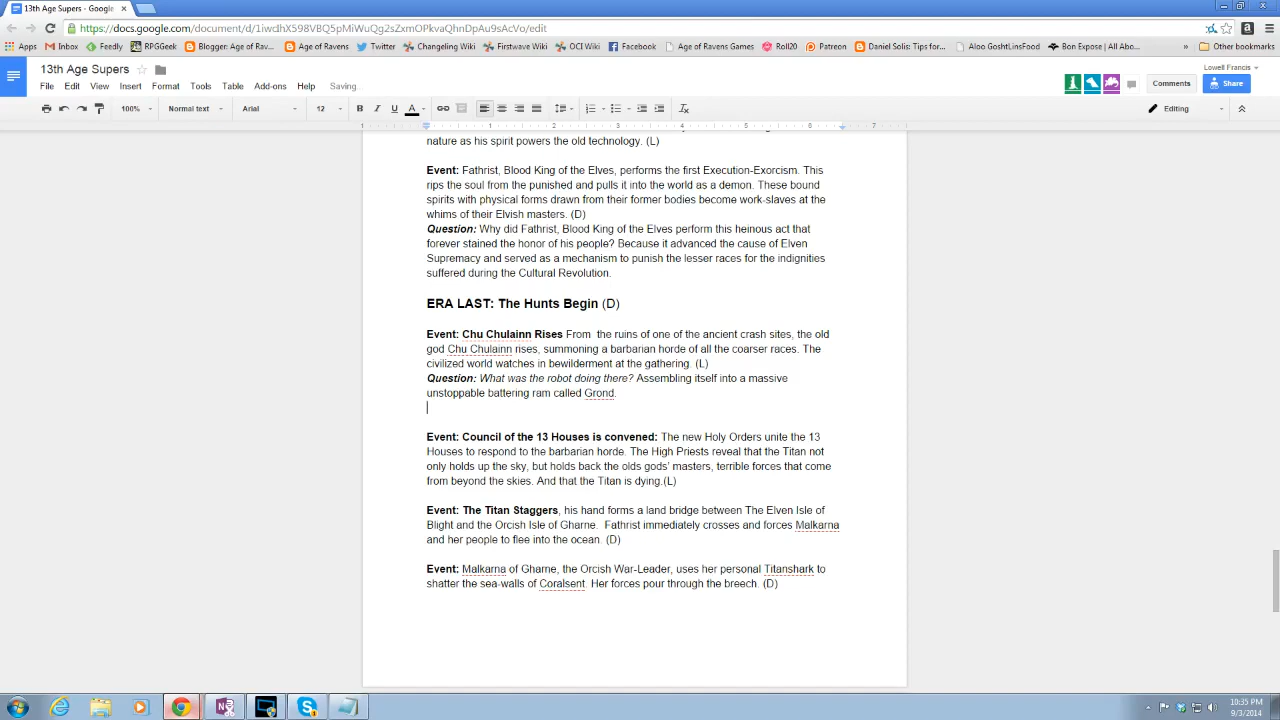 13th Age Supers - Google
https://docs.google.com/document/d/1iwcdhX598VBQ5pMiWuQg2sZxmOPkvaQhnDpAu9sAcVo/edit
Apps Inbox Feedly RPGGeek Blogger: Age of Rav... Age of Ravens Twitter Changeling Wiki Firstwave Wiki OCI Wiki Facebook Age of Ravens Games Roll20 Patreon Daniel Solis: Tips for... Aloo GoshtLinsFood Bon Expose | All Abo... » Other bookmarks
Lowell Francis
13th Age Supers
File Edit View Insert Format Tools Table Add-ons Help Saving...
Comments Share
100% Normal text Arial 12 B I U A Editing
1 1 2 3 4 5 6 7
nature as his spirit powers the old technology. (L)
Event: Fathrist, Blood King of the Elves, performs the first Execution-Exorcism. This
rips the soul from the punished and pulls it into the world as a demon. These bound
spirits with physical forms drawn from their former bodies become work-slaves at the
whims of their Elvish masters. (D)
Question: Why did Fathrist, Blood King of the Elves perform this heinous act that
forever stained the honor of his people? Because it advanced the cause of Elven
Supremacy and served as a mechanism to punish the lesser races for the indignities
suffered during the Cultural Revolution.
ERA LAST: The Hunts Begin (D)
Event: Chu Chulainn Rises From the ruins of one of the ancient crash sites, the old
god Chu Chulainn rises, summoning a barbarian horde of all the coarser races. The
civilized world watches in bewilderment at the gathering. (L)
Question: What was the robot doing there? Assembling itself into a massive
unstoppable battering ram called Grond.
Event: Council of the 13 Houses is convened: The new Holy Orders unite the 13
Houses to respond to the barbarian horde. The High Priests reveal that the Titan not
only holds up the sky, but holds back the olds gods' masters, terrible forces that come
from beyond the skies. And that the Titan is dying.(L)
Event: The Titan Staggers, his hand forms a land bridge between The Elven Isle of
Blight and the Orcish Isle of Gharne. Fathrist immediately crosses and forces Malkarna
and her people to flee into the ocean. (D)
Event: Malkarna of Gharne, the Orcish War-Leader, uses her personal Titanshark to
shatter the sea-walls of Coralsent. Her forces pour through the breech. (D)
10:35 PM
9/3/2014